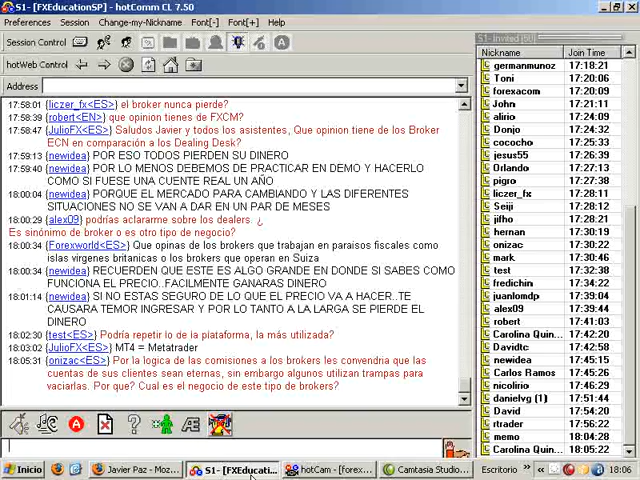 S1- [FXEducationSP] - hotComm CL 7.50
Preferences Session Change-my-Nickname Font[-] Font[+] Help
Session Control
hotWeb Control
Address
17:58:01 {liczer_fx<ES>} el broker nunca pierde?
17:58:39 {robert<EN>} que opinion tienes de FXCM?
17:58:47 {JulioFX} Saludos Javier y todos los asistentes, Que opinion tiene de los Broker
ECN en comparación a los Dealing Desk?
17:59:13 {newidea} POR ESO TODOS PIERDEN SU DINERO
17:59:40 {newidea} POR LO MENOS DEBEMOS DE PRACTICAR EN DEMO Y HACERLO
COMO SI FUESE UNA CUENTE REAL UN AÑO
18:00:04 {newidea} PORQUE EL MERCADO PARA CAMBIANDO Y LAS DIFERENTES
SITUACIONES NO SE VAN A DAR EN UN PAR DE MESES
18:00:29 {alex09} podrías aclararme sobre los dealers. ¿
Es sinónimo de broker o es otro tipo de negocio?
18:00:34 {Forexworld<ES>} Que opinas de los brokers que trabajan en paraisos fiscales como
islas virgenes britanicas o los brokers que operan en Suiza
18:00:34 {newidea} RECUERDEN QUE ESTE ES ALGO GRANDE EN DONDE SI SABES COMO
FUNCIONA EL PRECIO..FACILMENTE GANARAS DINERO
18:01:14 {newidea} SI NO ESTAS SEGURO DE LO QUE EL PRECIO VA A HACER..TE
CAUSARA TEMOR INGRESAR Y POR LO TANTO A LA LARGA SE PIERDE EL
DINERO
18:02:30 {test<ES>} Podría repetir lo de la plataforma, la más utilizada?
18:03:02 {JulioFX} MT4 = Metatrader
18:05:31 {onizac<ES>} Por la logica de las comisiones a los brokers les convendria que las
cuentas de sus clientes sean eternas, sin embargo algunos utilizan trampas para
vaciarlas. Por que? Cual es el negocio de este tipo de brokers?
Nickname Join Time
germanmunoz 17:18:21
Toni 17:20:06
forexacom 17:20:08
John 17:21:11
alirio 17:24:09
Donjo 17:24:32
cococho 17:25:32
jesus55 17:26:39
Orlando 17:27:13
pigro 17:27:38
liczer_fx 17:28:11
Seiji 17:28:12
jifho 17:28:21
hernan 17:30:19
onizac 17:30:22
mark 17:30:46
test 17:32:38
fredichin 17:34:22
juanlomdp 17:39:04
alex09 17:39:44
robert 17:41:03
Carolina Quin... 17:42:20
Davidtc 17:42:58
newidea 17:45:15
Carlos Ramos 17:45:26
nicolirio 17:46:29
danielvg (1) 17:51:44
David 17:54:20
rtrader 17:56:22
memo 18:04:28
Carolina Quin... 18:06:52
Inicio Javier Paz - Moz... S1- [FXEducati... hotCam - [forex... Camtasia Studio... Escritorio » 18:06